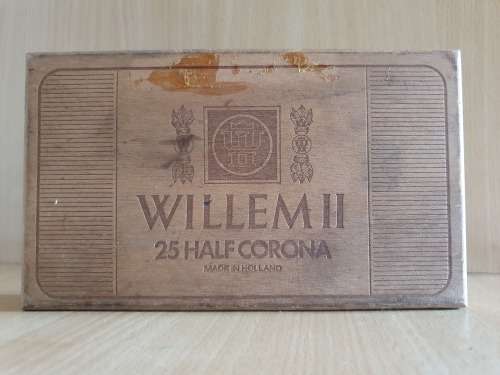 WILLEM II
25 HALF CORONA
MADE IN HOLLAND